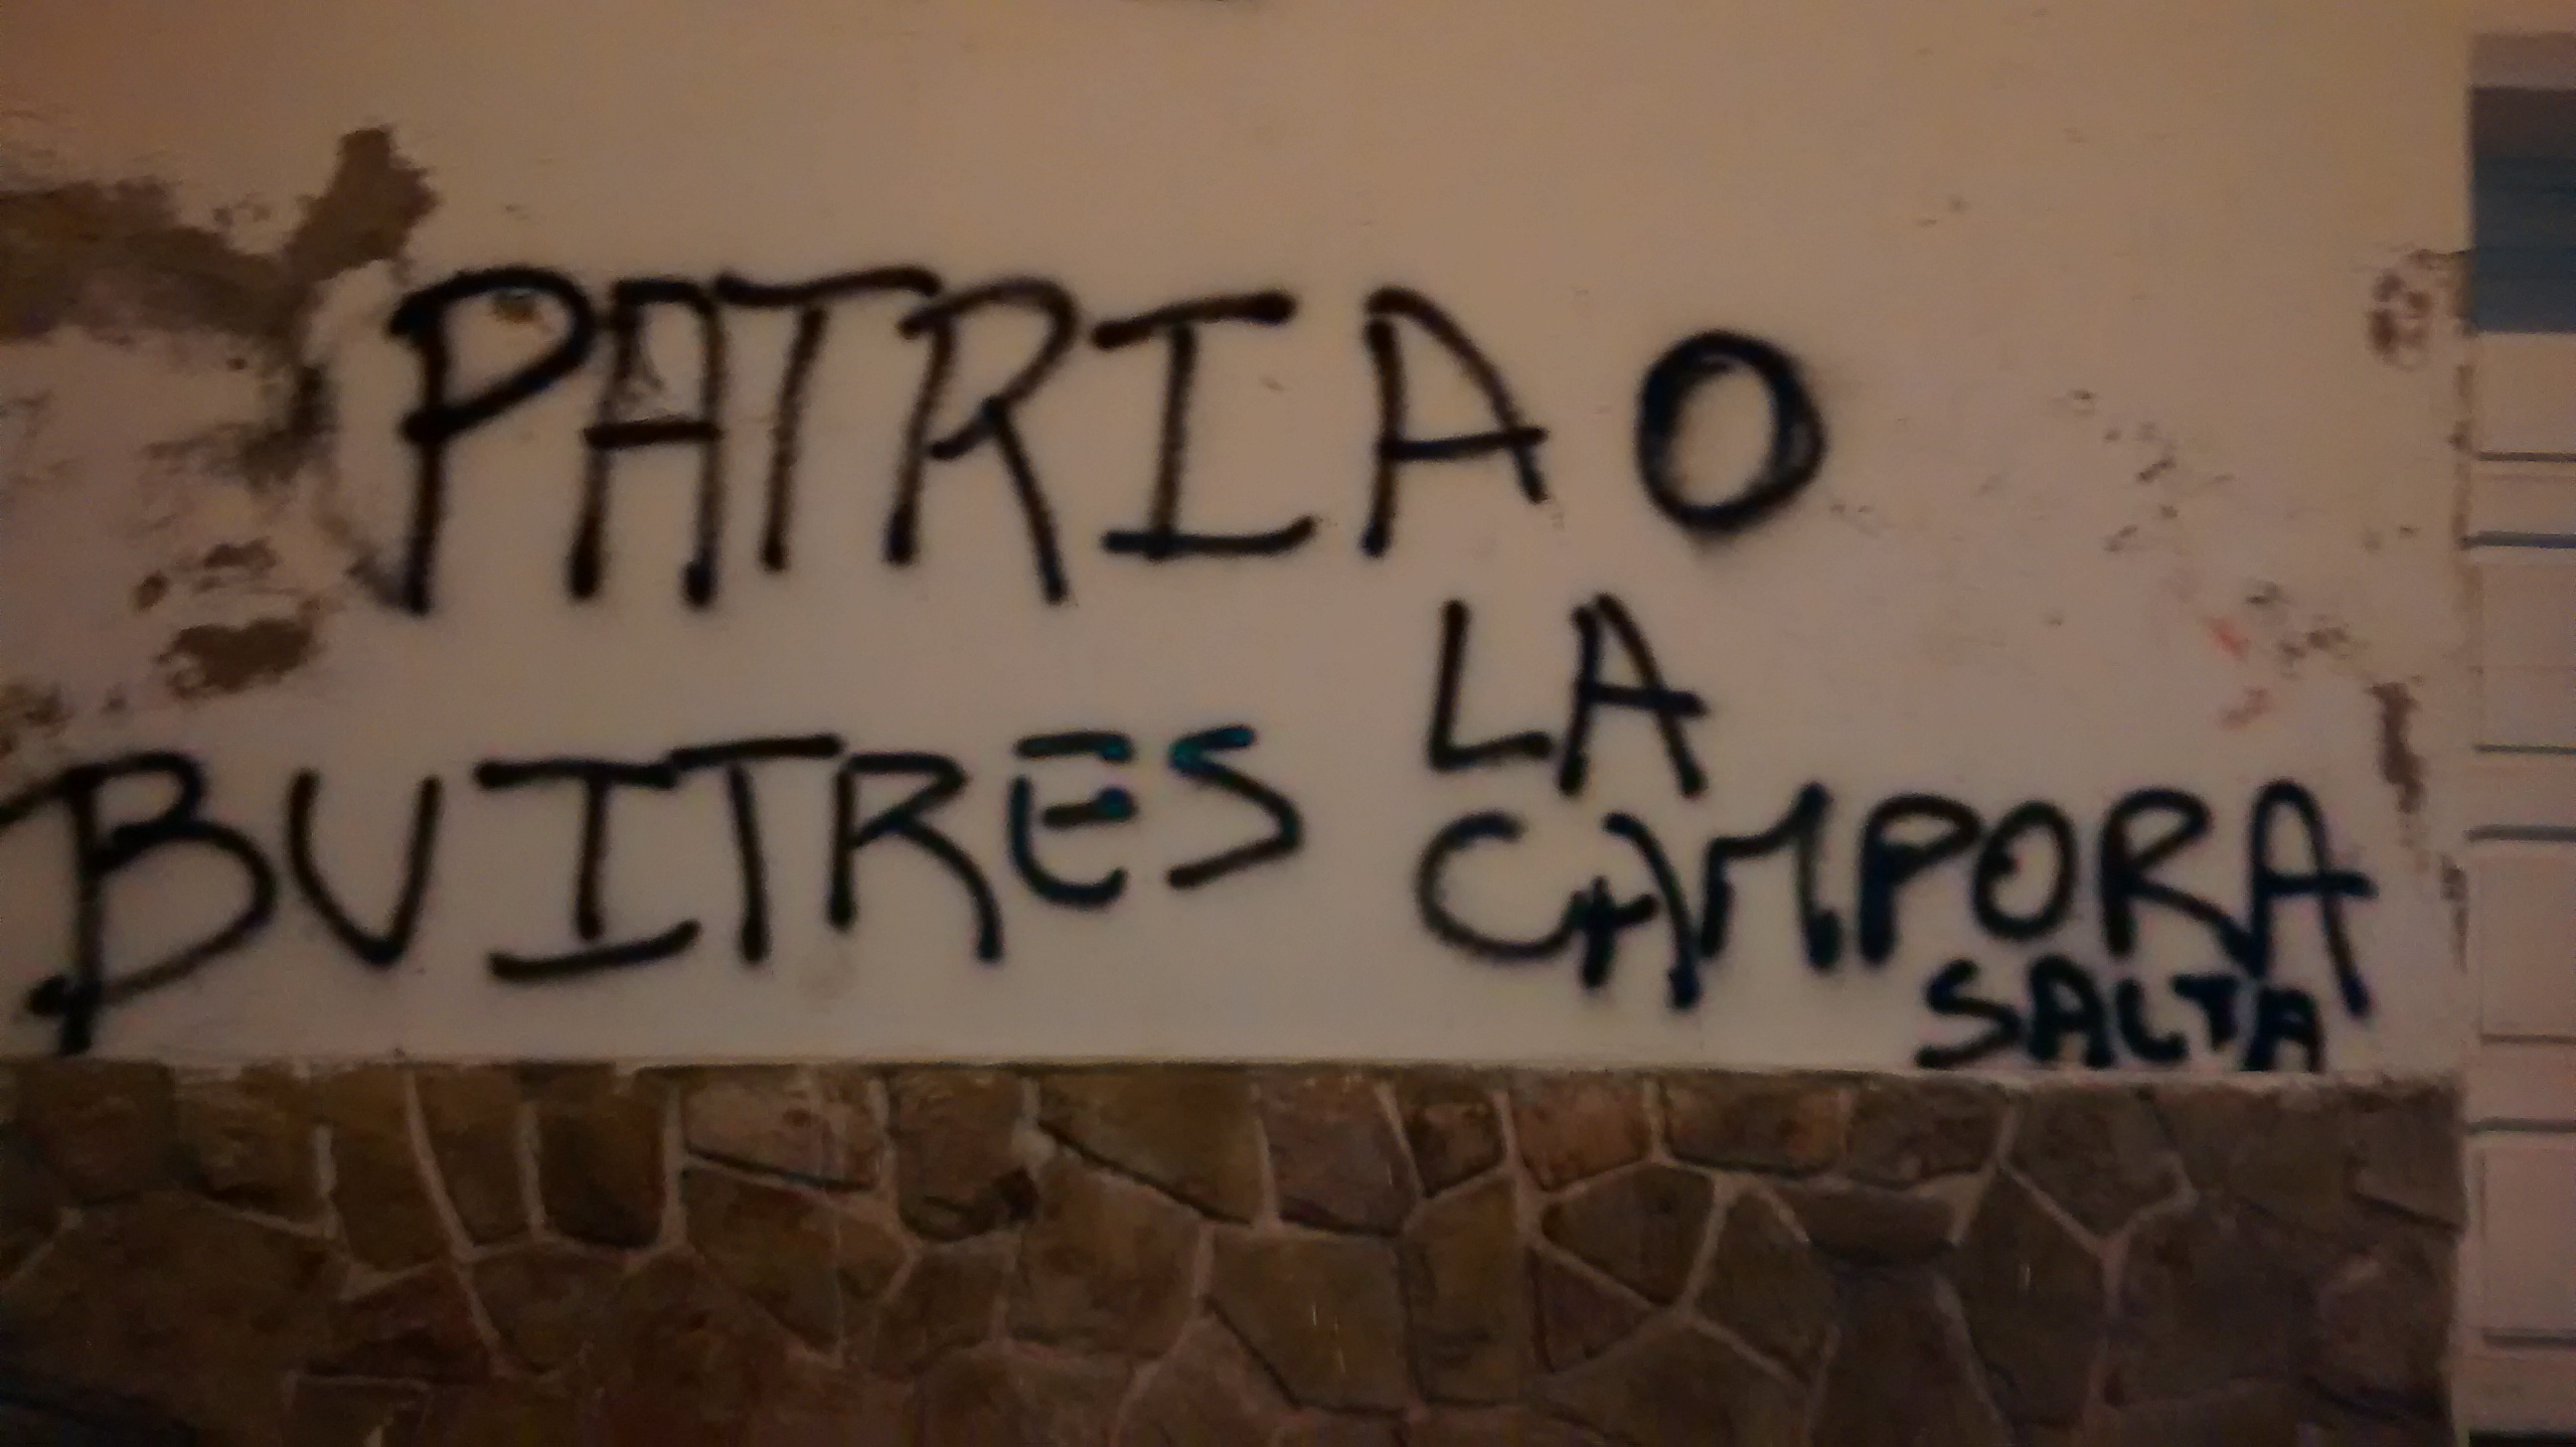 PATRIA O
BUITRES
LA
CAMPORA
SALTA